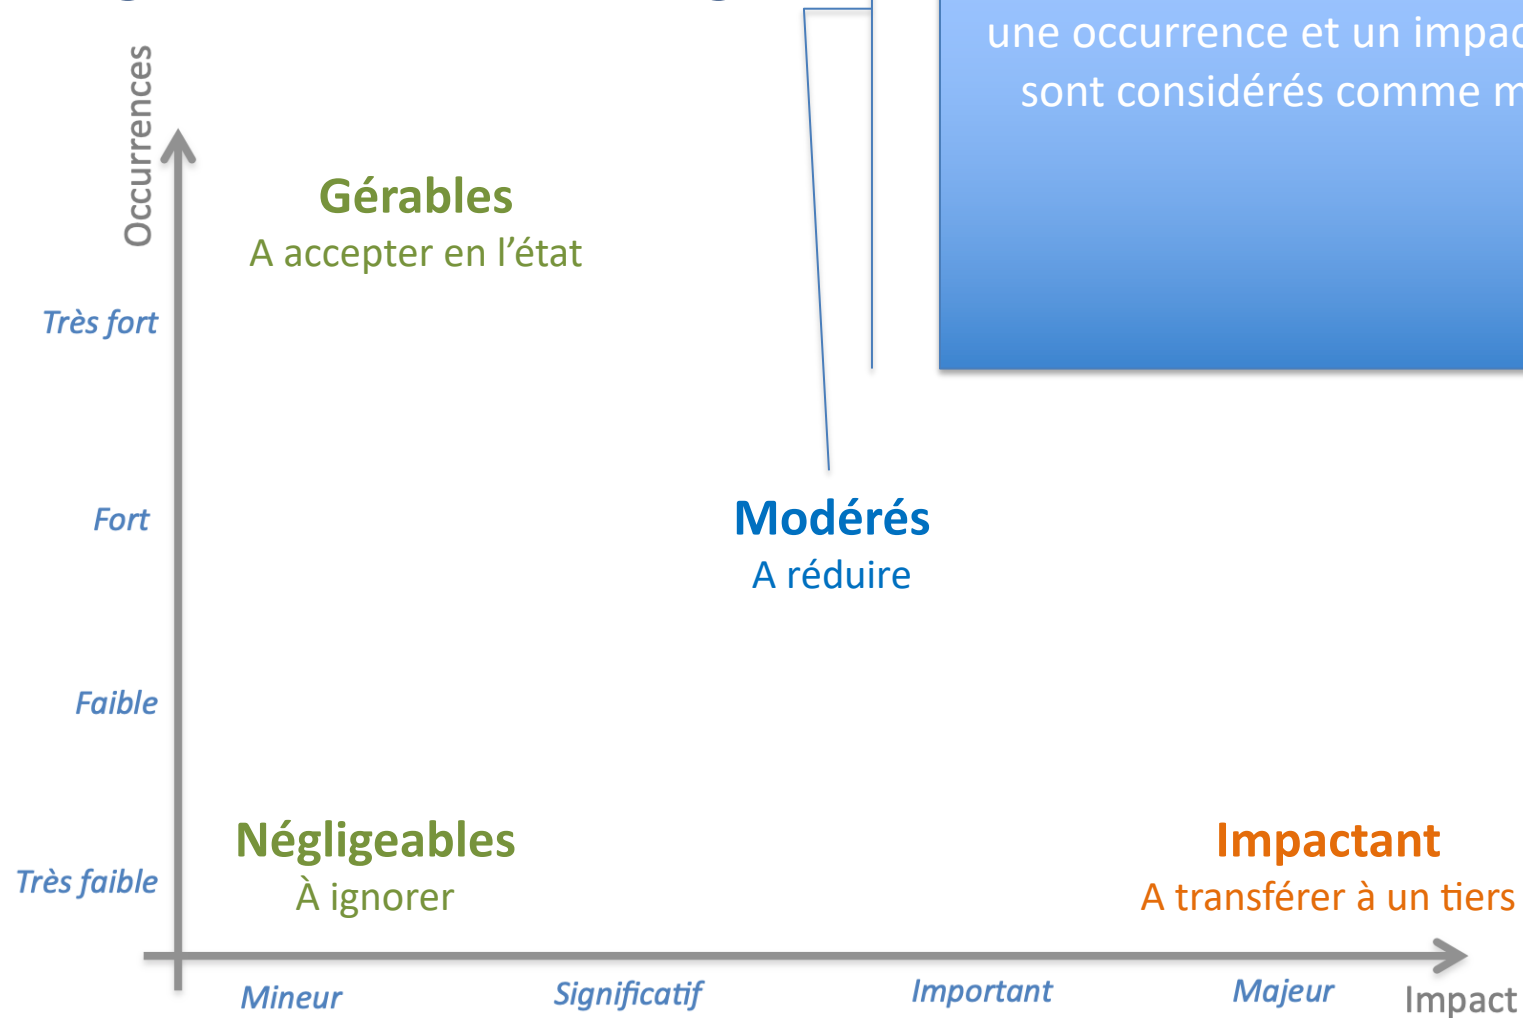 une occurrence et un impac
sont considérés comme m
Occurrences
Gérables
A accepter en l’état
Très fort
Fort
Modérés
A réduire
Faible
Négligeables
À ignorer
Très faible
Impactant
A transférer à un tiers
Mineur
Significatif
Important
Majeur
Impact